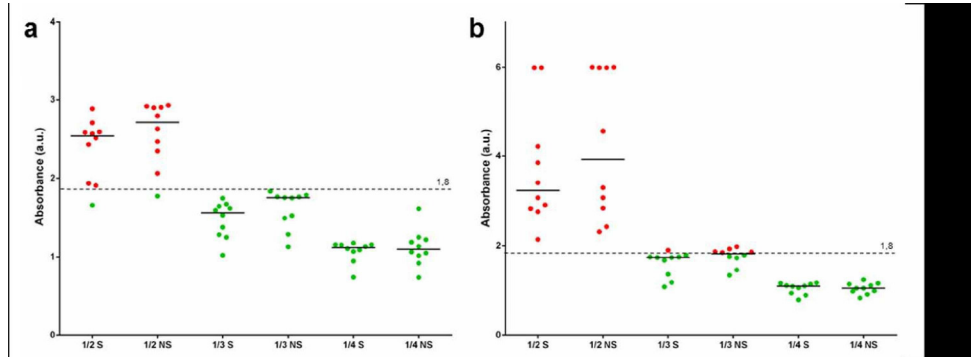 a
4
3
2
1
0
Absorbance (a.u.)
1,8
1/2 S
1/2 NS
1/3 S
1/3 NS
1/4 S
1/4 NS
b
6
4
2
0
Absorbance (a.u.)
1,8
1/2 S
1/2 NS
1/3 S
1/3 NS
1/4 S
1/4 NS